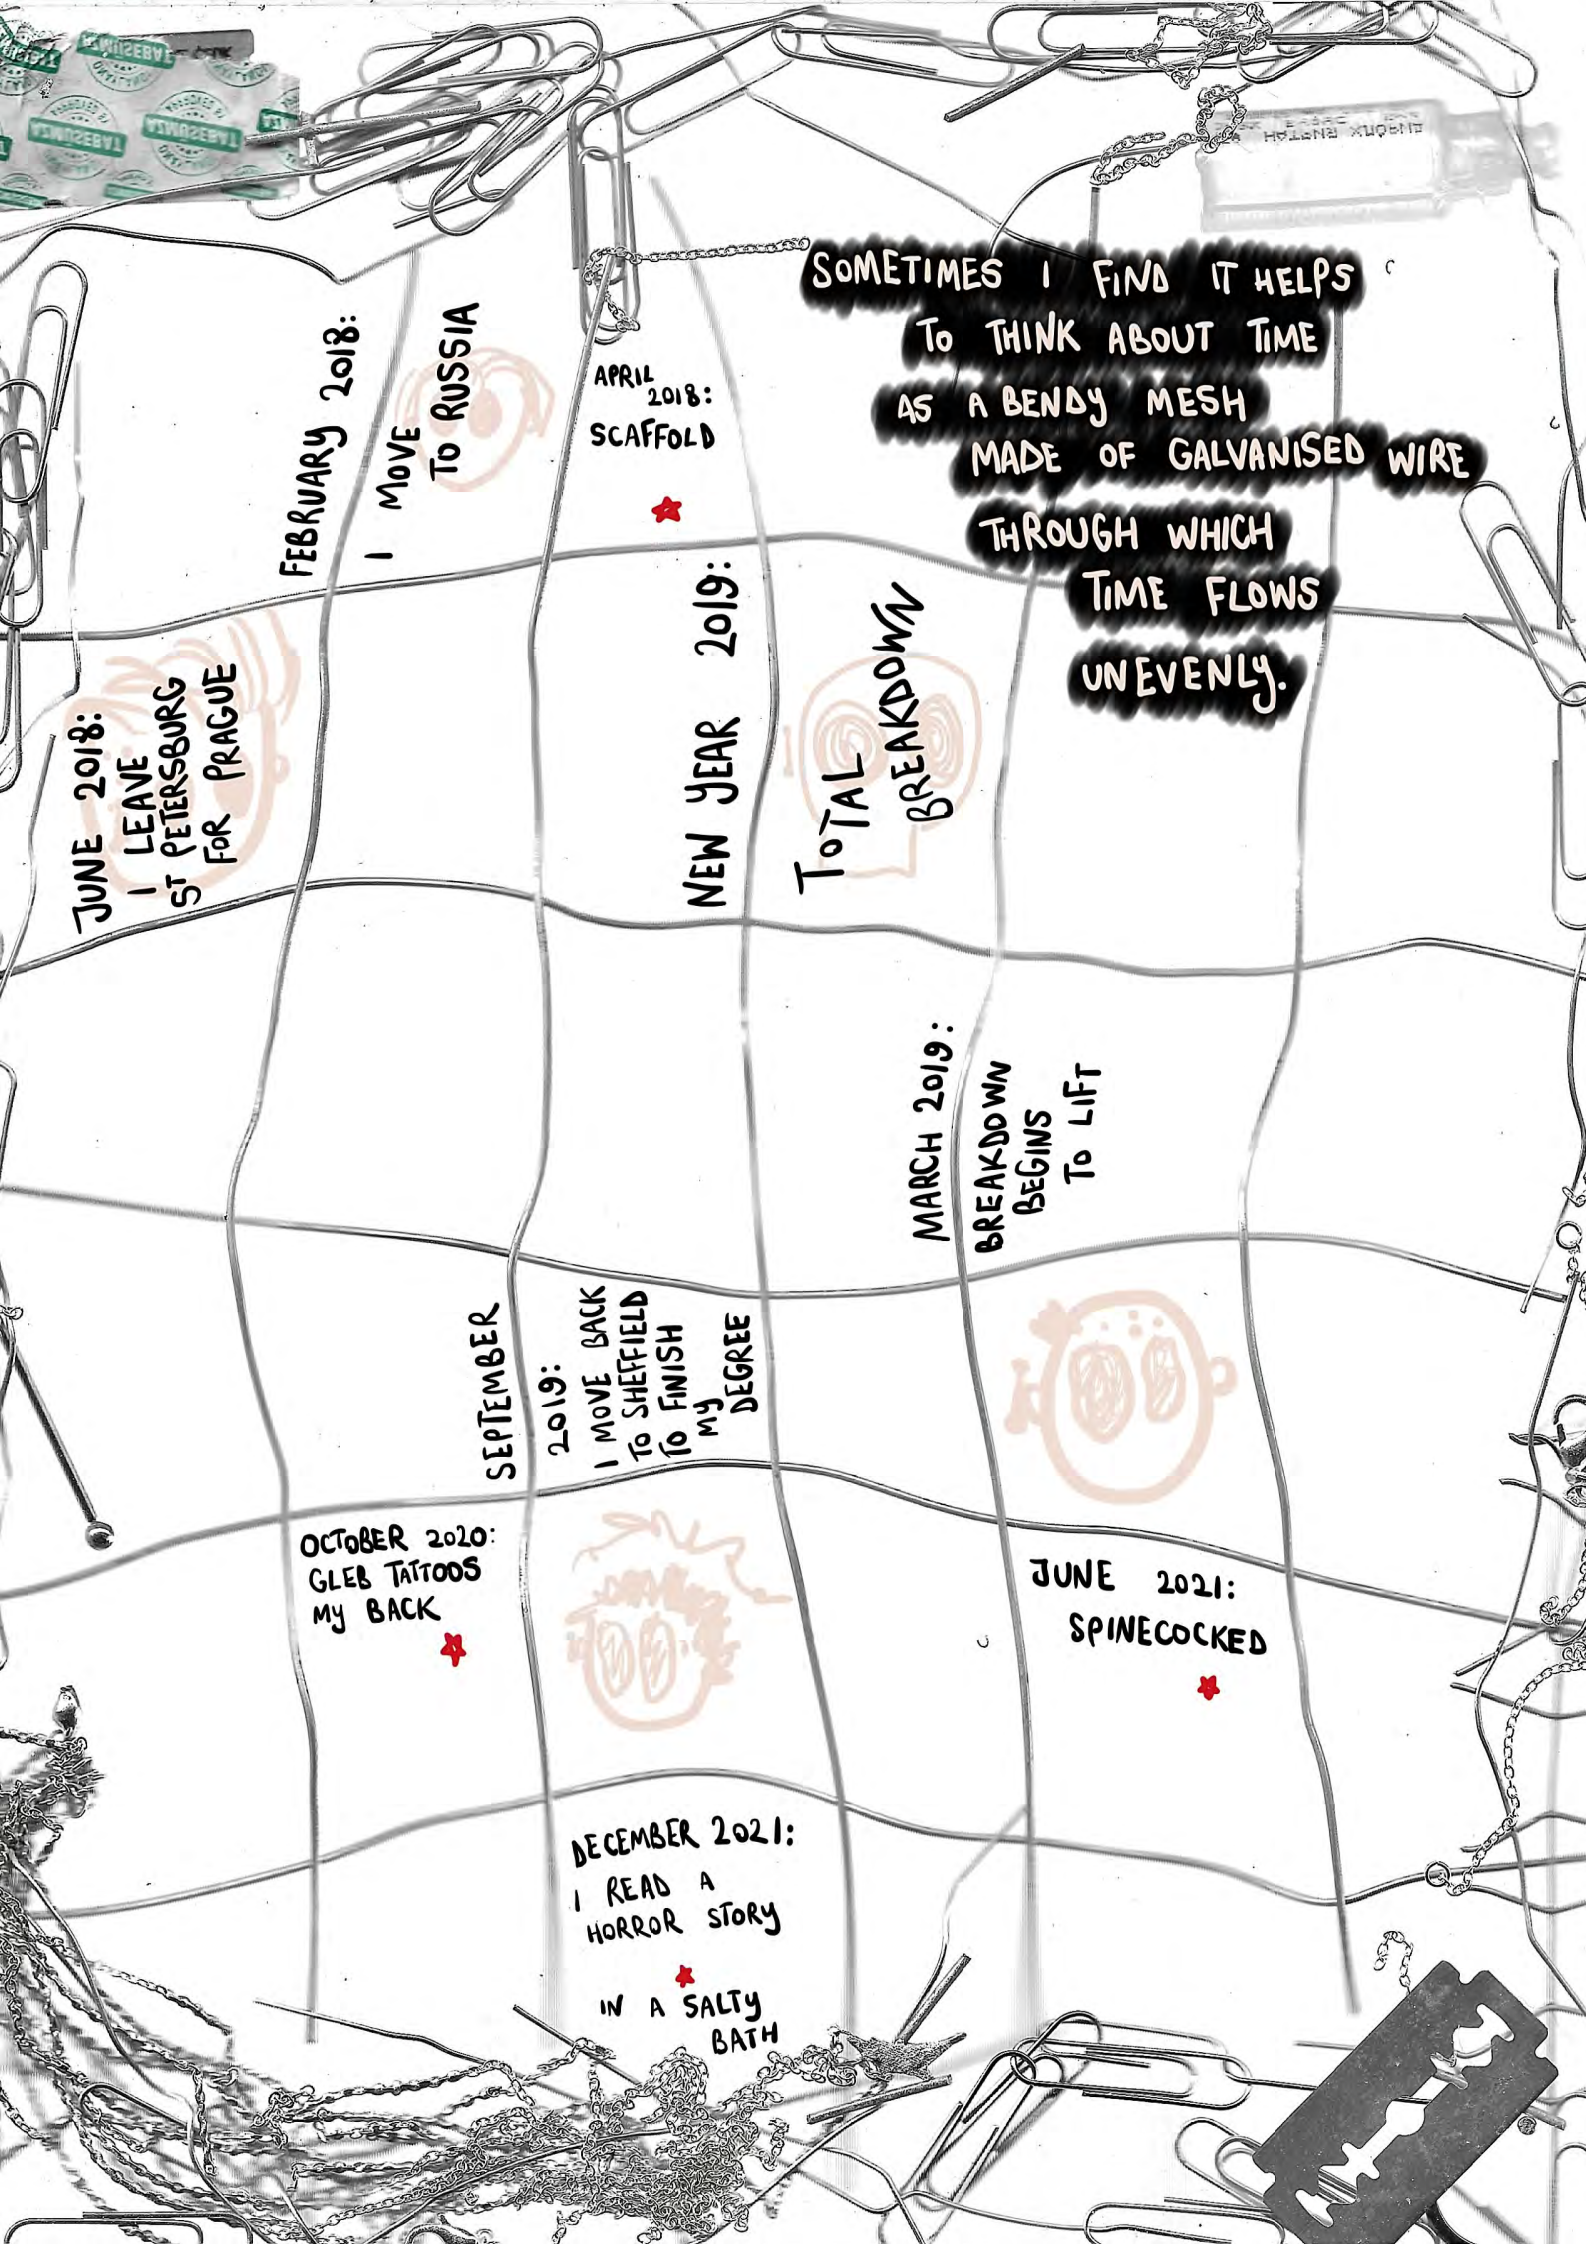 SOMETIMES I FIND IT HELPS
TO THINK ABOUT TIME
AS A BENDY MESH
MADE OF GALVANISED WIRE
THROUGH WHICH
TIME FLOWS
UNEVENLY.
FEBRUARY 2018:
I MOVE
TO RUSSIA
APRIL
2018:
SCAFFOLD
JUNE 2018:
I LEAVE
ST PETERSBURG
FOR PRAGUE
NEW YEAR 2019:
TOTAL
BREAKDOWN
MARCH 2019:
BREAKDOWN
BEGINS
TO LIFT
SEPTEMBER
2019:
I MOVE BACK
TO SHEFFIELD
TO FINISH
MY
DEGREE
OCTOBER 2020:
GLEB TATTOOS
MY BACK
JUNE 2021:
SPINECOCKED
DECEMBER 2021:
I READ A
HORROR STORY
IN A SALTY
BATH